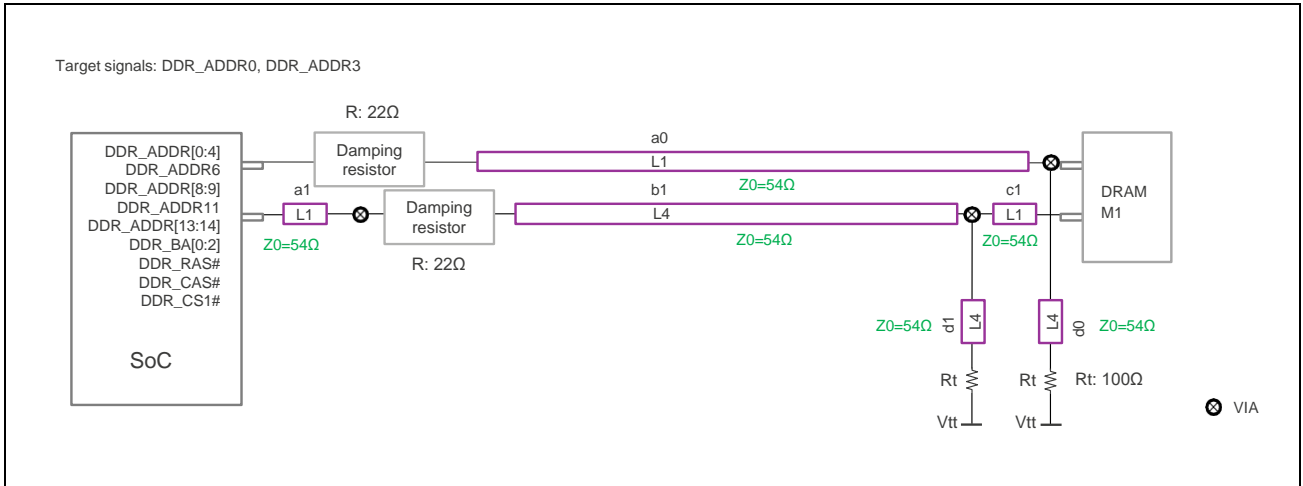 Target signals: DDR_ADDR0, DDR_ADDR3
R: 22Ω
DDR_ADDR[0:4]
DDR_ADDR6
DDR_ADDR[8:9]
DDR_ADDR11
DDR_ADDR[13:14]
DDR_BA[0:2]
DDR_RAS#
DDR_CAS#
DDR_CS1#
SoC
Damping
resistor
a0
L1
Z0=54Ω
a1
L1
Z0=54Ω
Damping
resistor
R: 22Ω
b1
L4
Z0=54Ω
c1
L1
Z0=54Ω
DRAM
M1
Z0=54Ω
d1
L4
L4
d0
Z0=54Ω
Rt
Rt
Rt: 100Ω
Vtt
Vtt
VIA